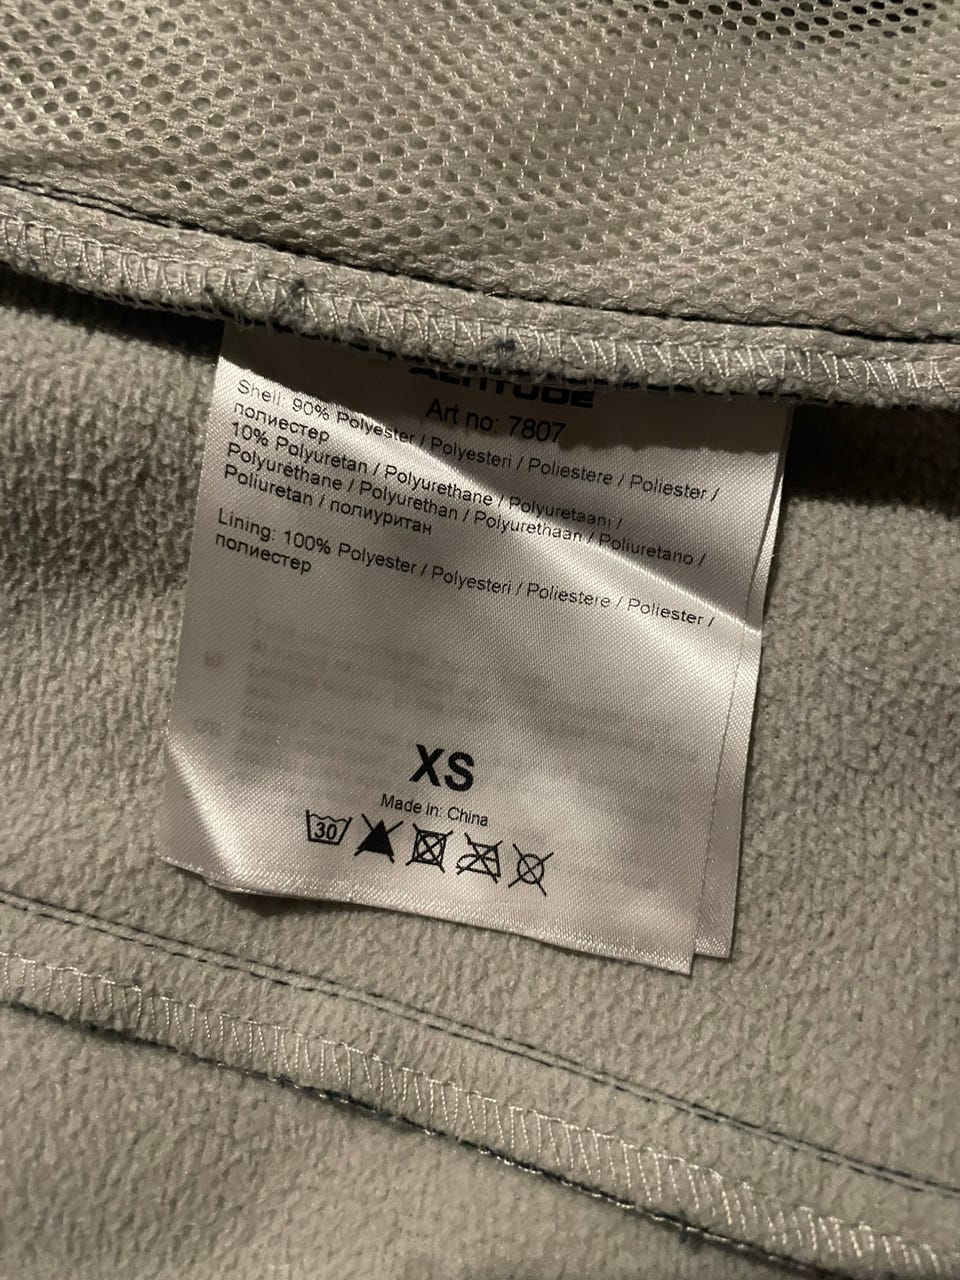 ALTITUDE
Art no: 7807
Shell: 90% Polyester / Polyesteri / Poliestere / Poliester /
полиестер
10% Polyuretan / Polyurethane / Polyuretaani /
Polyuréthane / Polyurethan / Polyurethaan / Poliuretano /
Poliuretan / полиуритан
Lining: 100% Polyester / Polyesteri / Poliestere / Poliester /
полиестер
XS
Made in: China
30